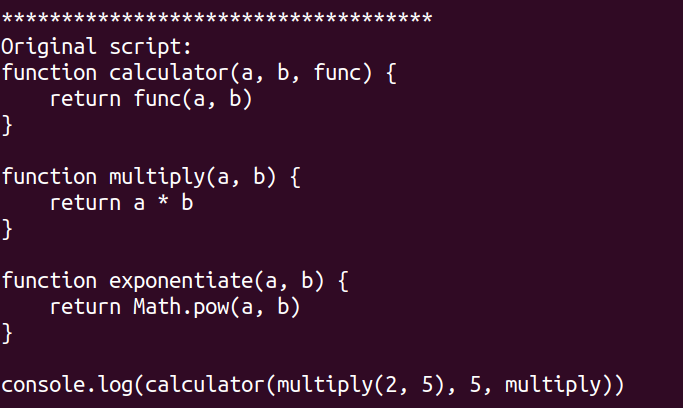 ************************************
Original script:
function calculator(a, b, func) {
    return func(a, b)
}

function multiply(a, b) {
    return a * b
}

function exponentiate(a, b) {
    return Math.pow(a, b)
}

console.log(calculator(multiply(2, 5), 5, multiply))